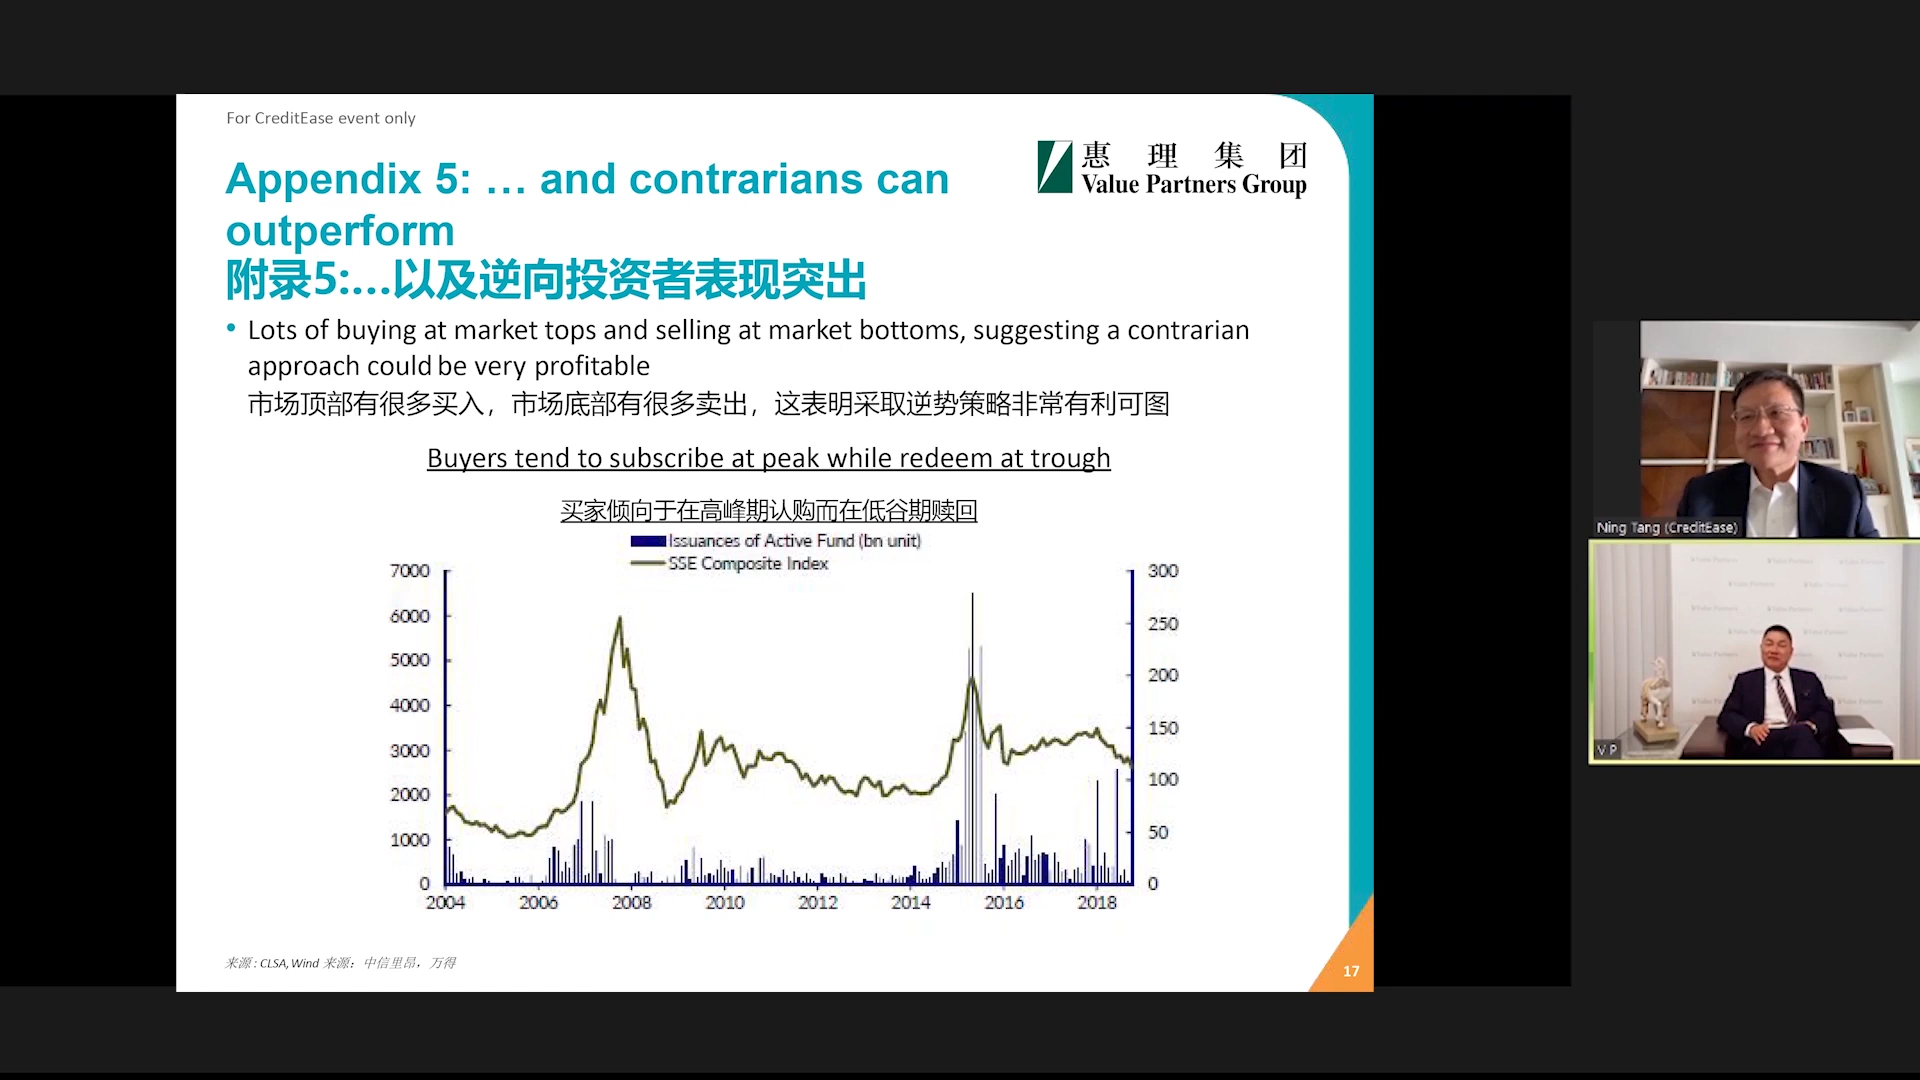 For CreditEase event only
惠理集团
Value Partners Group
Appendix 5: … and contrarians can
outperform
附录5:…以及逆向投资者表现突出
• Lots of buying at market tops and selling at market bottoms, suggesting a contrarian
approach could be very profitable
市场顶部有很多买入，市场底部有很多卖出，这表明采取逆势策略非常有利可图
Buyers tend to subscribe at peak while redeem at trough
买家倾向于在高峰期认购而在低谷期赎回
Issuances of Active Fund (bn unit)
SSE Composite Index
7000
6000
5000
4000
3000
2000
1000
0
300
250
200
150
100
50
0
2004 2006 2008 2010 2012 2014 2016 2018
来源: CLSA, Wind 来源：中信里昂，万得
17
Ning Tang (CreditEase)
V P